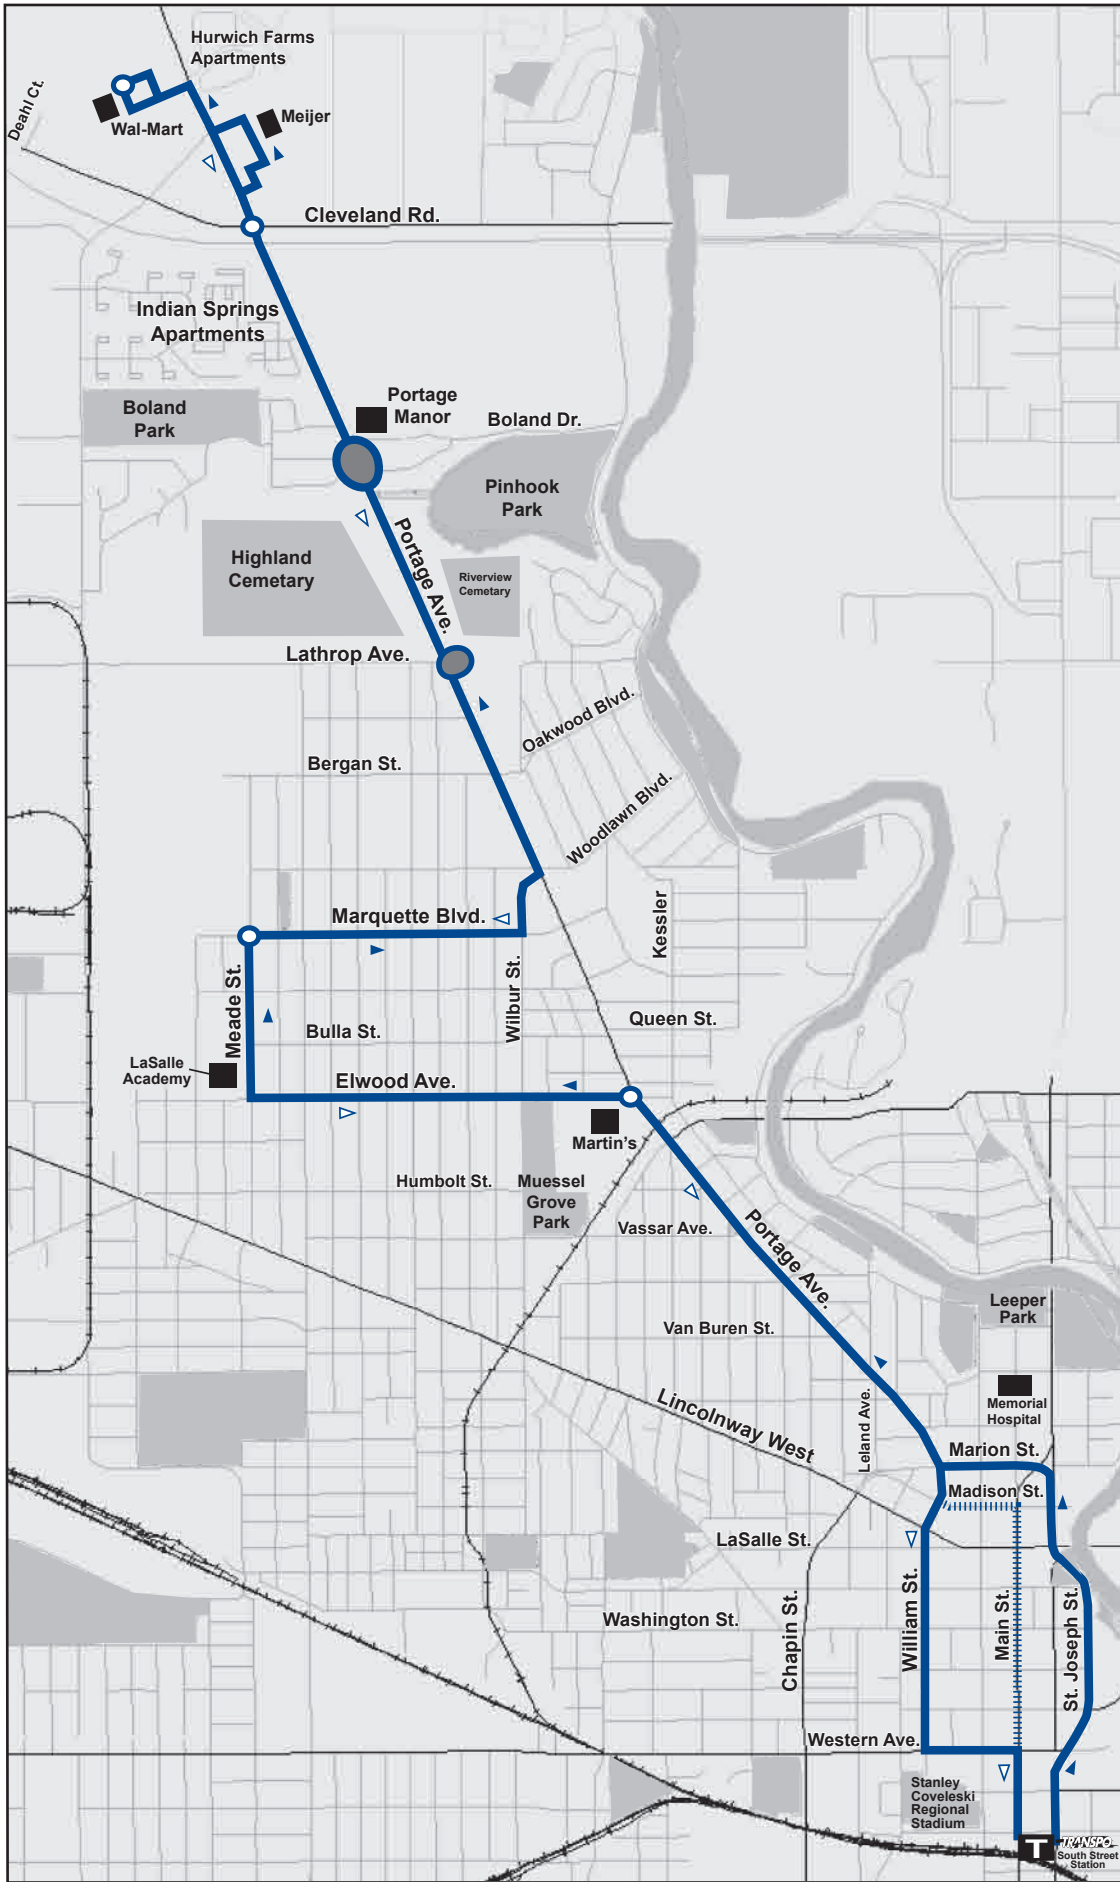 Hurwich Farms
Apartments
Deahl Ct.
Wal-Mart
Meijer
Cleveland Rd.
Indian Springs
Apartments
Portage
Manor
Boland
Park
Boland Dr.
Pinhook
Park
Portage Ave.
Highland
Cemetary
Riverview
Cemetary
Lathrop Ave.
Oakwood Blvd.
Bergan St.
Woodlawn Blvd.
Marquette Blvd.
Kessler
Meade St.
Wilbur St.
Queen St.
Bulla St.
LaSalle
Academy
Elwood Ave.
Martin's
Humbolt St.
Muessel
Grove
Park
Vassar Ave.
Portage Ave.
Leeper
Park
Van Buren St.
Memorial
Hospital
Lincolnway West
Leland Ave.
Marion St.
Madison St.
LaSalle St.
Washington St.
Chapin St.
William St.
Main St.
St. Joseph St.
Western Ave.
Stanley
Coveleski
Regional
Stadium
T
TRANSPO
South Street
Station